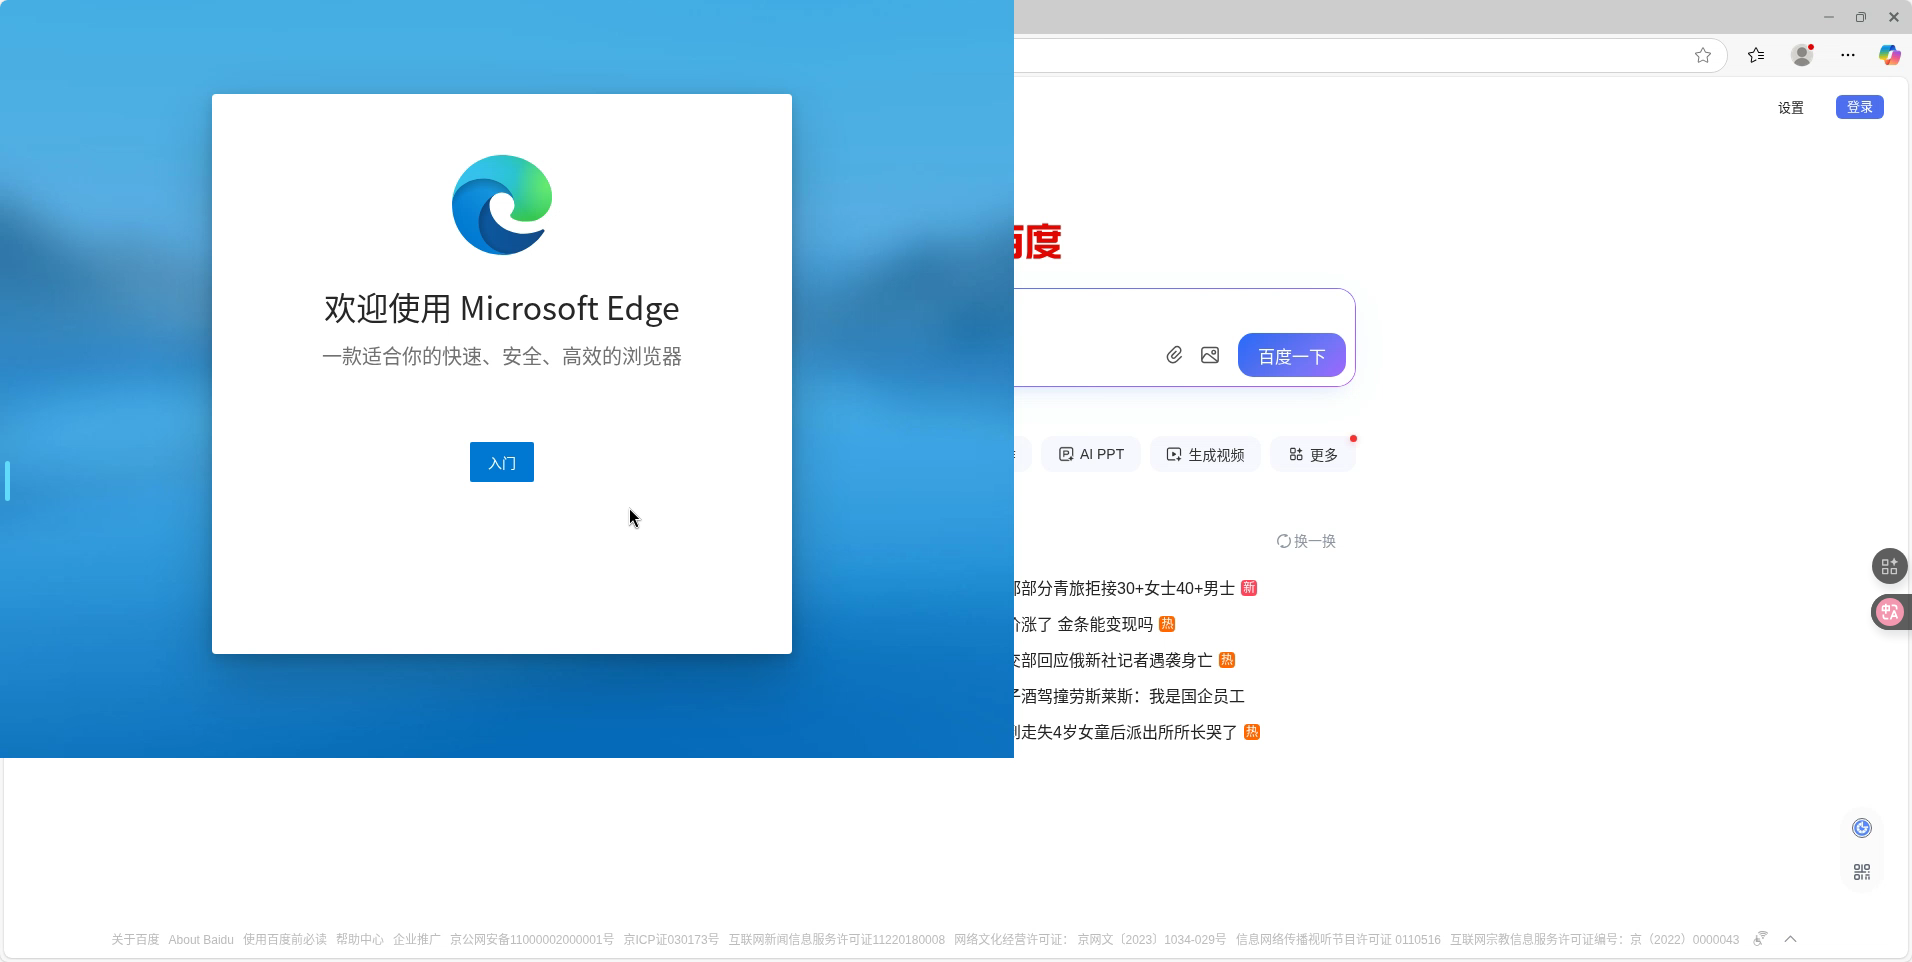 设置
登录
度
欢迎使用 Microsoft Edge
一款适合你的快速、安全、高效的浏览器
百度一下
入门
AI PPT
生成视频
更多
换一换
部分青旅拒接30+女士40+男士 新
涨了 金条能变现吗 热
部回应俄新社记者遇袭身亡 热
酒驾撞劳斯莱斯：我是国企员工
走失4岁女童后派出所所长哭了 热
关于百度 About Baidu 使用百度前必读 帮助中心 企业推广 京公网安备11000002000001号 京ICP证030173号 互联网新闻信息服务许可证11220180008 网络文化经营许可证： 京网文〔2023〕1034-029号 信息网络传播视听节目许可证 0110516 互联网宗教信息服务许可证编号：京（2022）0000043